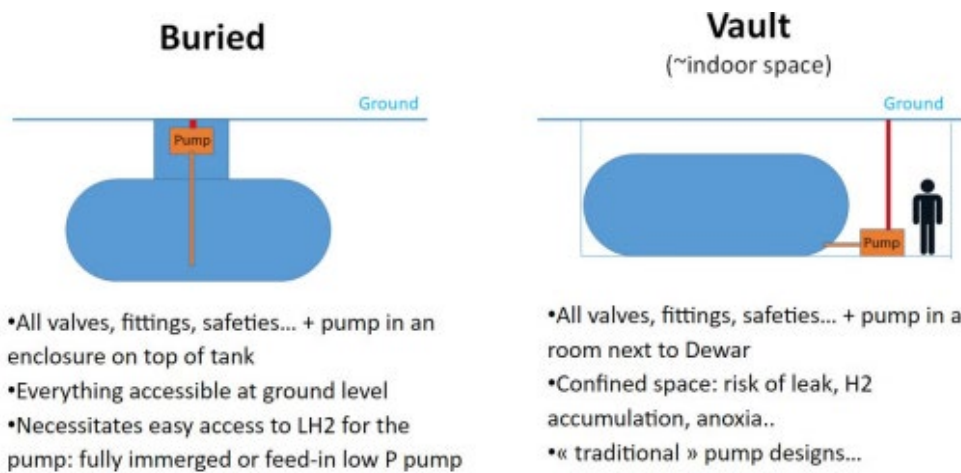 Buried
Ground
Pump
•All valves, fittings, safeties... + pump in an
enclosure on top of tank
•Everything accessible at ground level
•Necessitates easy access to LH2 for the
pump: fully immerged or feed-in low P pump
Vault
(~indoor space)
Ground
Pump
•All valves, fittings, safeties... + pump in a
room next to Dewar
•Confined space: risk of leak, H2
accumulation, anoxia..
•« traditional » pump designs...